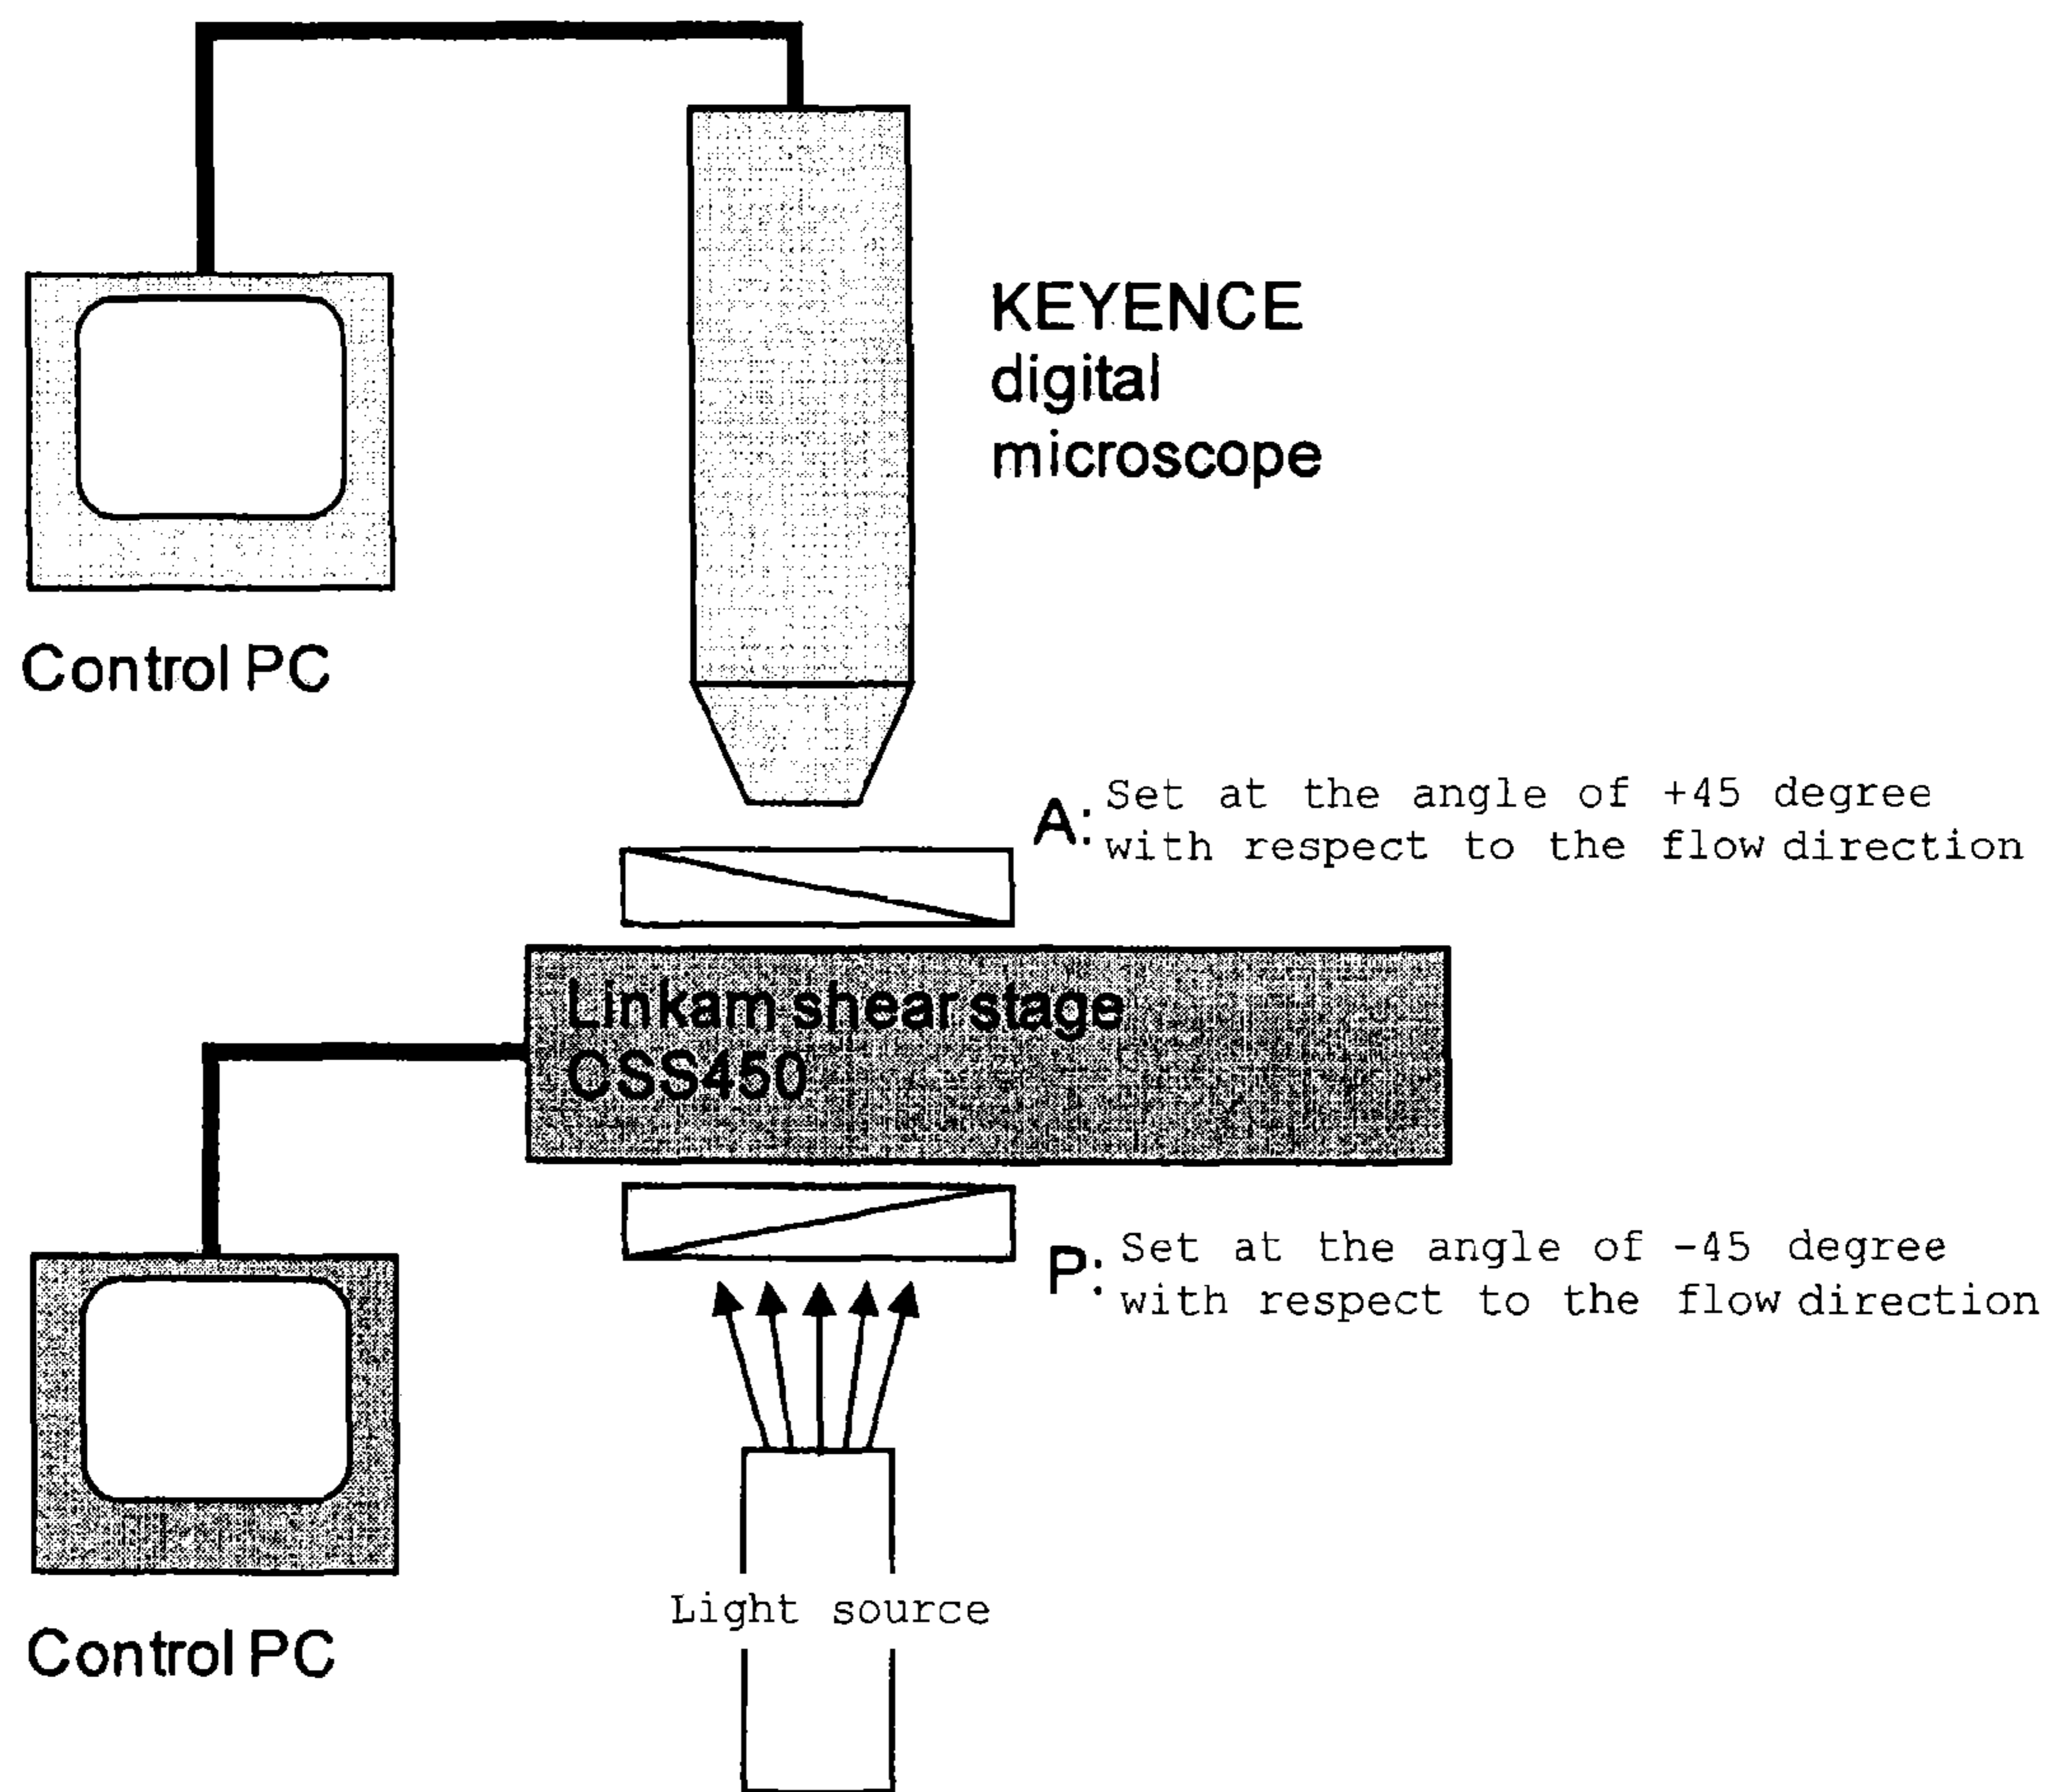 KEYENCE
digital
microscope
Control PC
A: Set at the angle of +45 degree
with respect to the flow direction
Linkam shear stage
CSS450
P: Set at the angle of -45 degree
with respect to the flow direction
Light source
Control PC